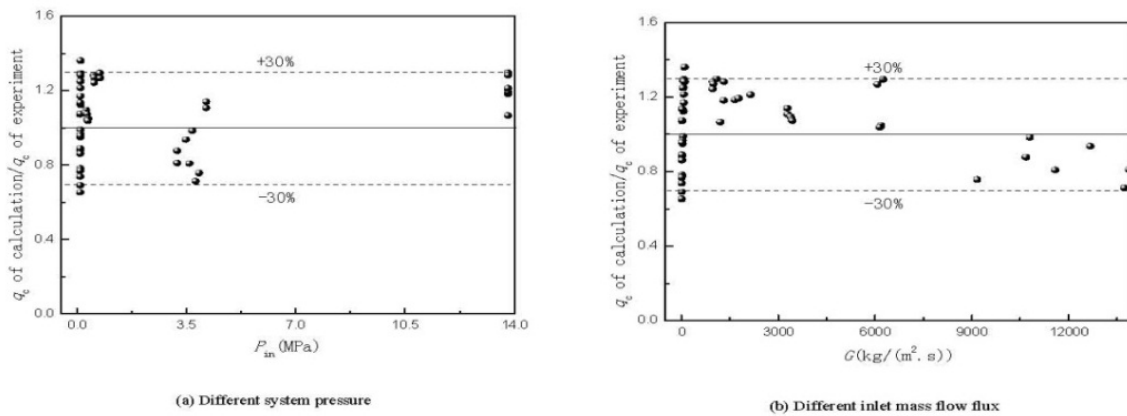 1.6
1.2
0.8
0.4
0.0
q_c of calculation/q_c of experiment
+30%
-30%
0.0 3.5 7.0 10.5 14.0
P_in (MPa)
(a) Different system pressure
1.6
1.2
0.8
0.4
0.0
q_c of calculation/q_c of experiment
+30%
-30%
0 3000 6000 9000 12000
G(kg/(m².s))
(b) Different inlet mass flow flux